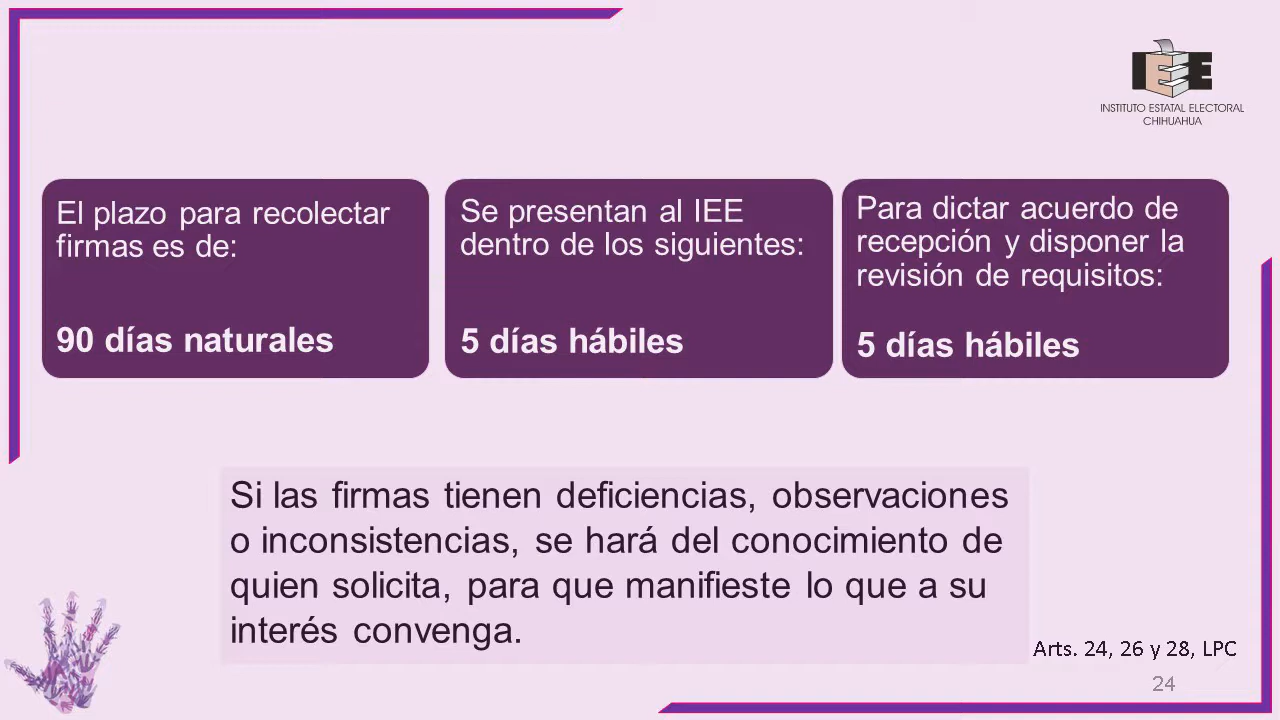 IEE
INSTITUTO ESTATAL ELECTORAL
CHIHUAHUA
El plazo para recolectar
firmas es de:
90 días naturales
Se presentan al IEE
dentro de los siguientes:
5 días hábiles
Para dictar acuerdo de
recepción y disponer la
revisión de requisitos:
5 días hábiles
Si las firmas tienen deficiencias, observaciones
o inconsistencias, se hará del conocimiento de
quien solicita, para que manifieste lo que a su
interés convenga.
Arts. 24, 26 y 28, LPC
24